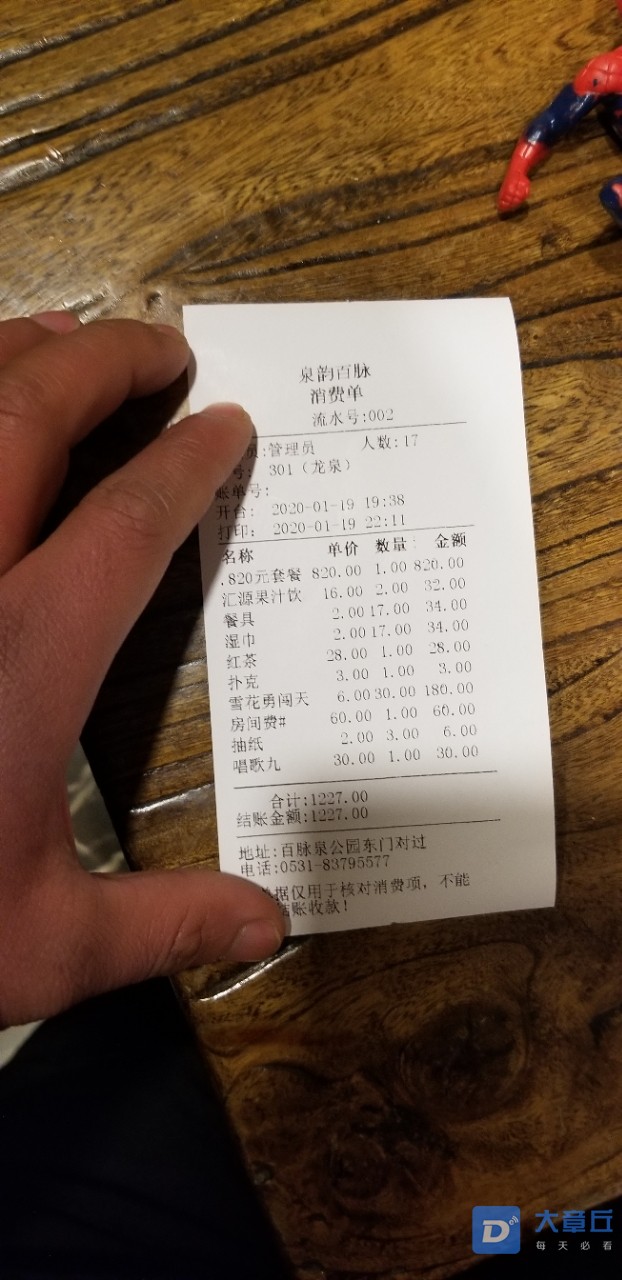 泉韵百脉
消费单
流水号:002
员:管理员 人数:17
号: 301（龙泉）
账单号:
开台: 2020-01-19 19:38
打印: 2020-01-19 22:11
名称 单价 数量 金额
.820元套餐 820.00 1.00 820.00
汇源果汁饮 16.00 2.00 32.00
餐具 2.00 17.00 34.00
湿巾 2.00 17.00 34.00
红茶 28.00 1.00 28.00
扑克 3.00 1.00 3.00
雪花勇闯天 6.00 30.00 180.00
房间费# 60.00 1.00 60.00
抽纸 2.00 3.00 6.00
唱歌九 30.00 1.00 30.00
合计:1227.00
结账金额:1227.00
地址:百脉泉公园东门对过
电话:0531-83795577
单据仅用于核对消费项，不能
结账收款!
D 大章丘
每天必看